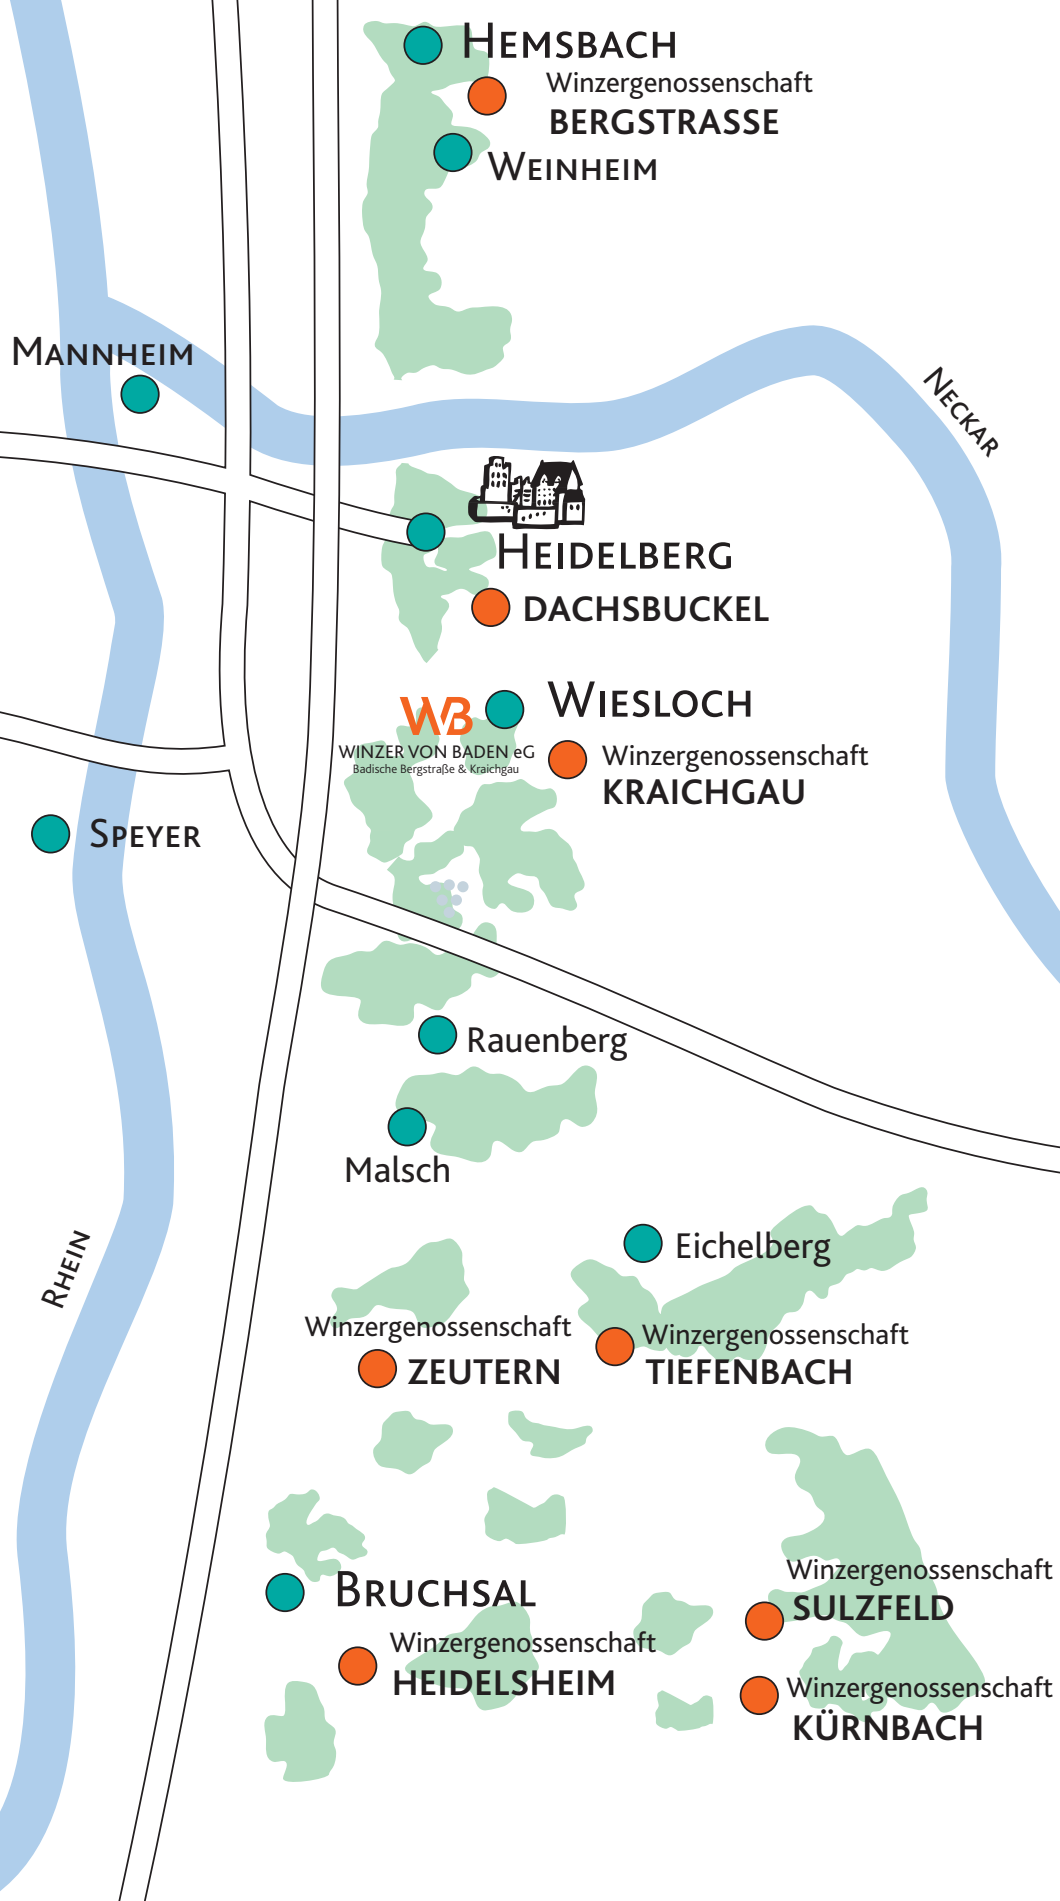 HEMSBACH
Winzergenossenschaft
BERGSTRASSE
WEINHEIM
MANNHEIM
NECKAR
HEIDELBERG
DACHSBUCKEL
WIESLOCH
WB
WINZER VON BADEN eG
Badische Bergstraße & Kraichgau
Winzergenossenschaft
KRAICHGAU
SPEYER
Rauenberg
Malsch
RHEIN
Eichelberg
Winzergenossenschaft
ZEUTERN
Winzergenossenschaft
TIEFENBACH
BRUCHSAL
Winzergenossenschaft
HEIDELSHEIM
Winzergenossenschaft
SULZFELD
Winzergenossenschaft
KÜRNBACH